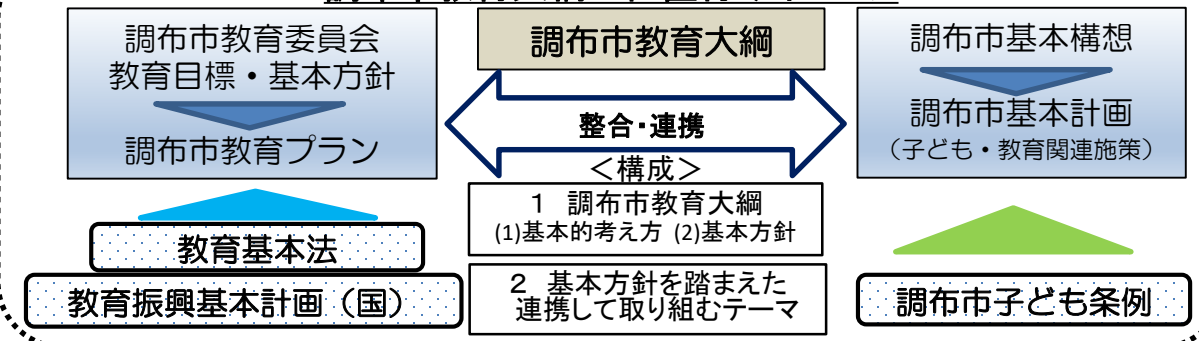 調布市教育委員会
教育目標・基本方針
調布市教育プラン
教育基本法
教育振興基本計画（国）
調布市教育大綱
整合・連携
＜構成＞
１ 調布市教育大綱
(1)基本的考え方 (2)基本方針
２ 基本方針を踏まえた
連携して取り組むテーマ
調布市基本構想
調布市基本計画
（子ども・教育関連施策）
調布市子ども条例